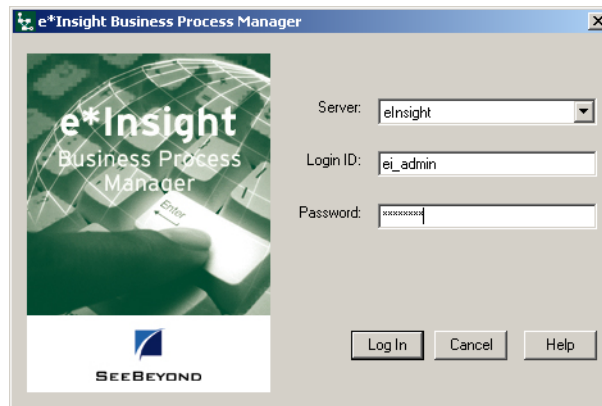 e*Insight Business Process Manager
e*Insight
Business Process
Manager
Enter
SEEBEYOND
Server:
eInsight
Login ID:
ei_admin
Password:
xxxxxxxx
Log In
Cancel
Help